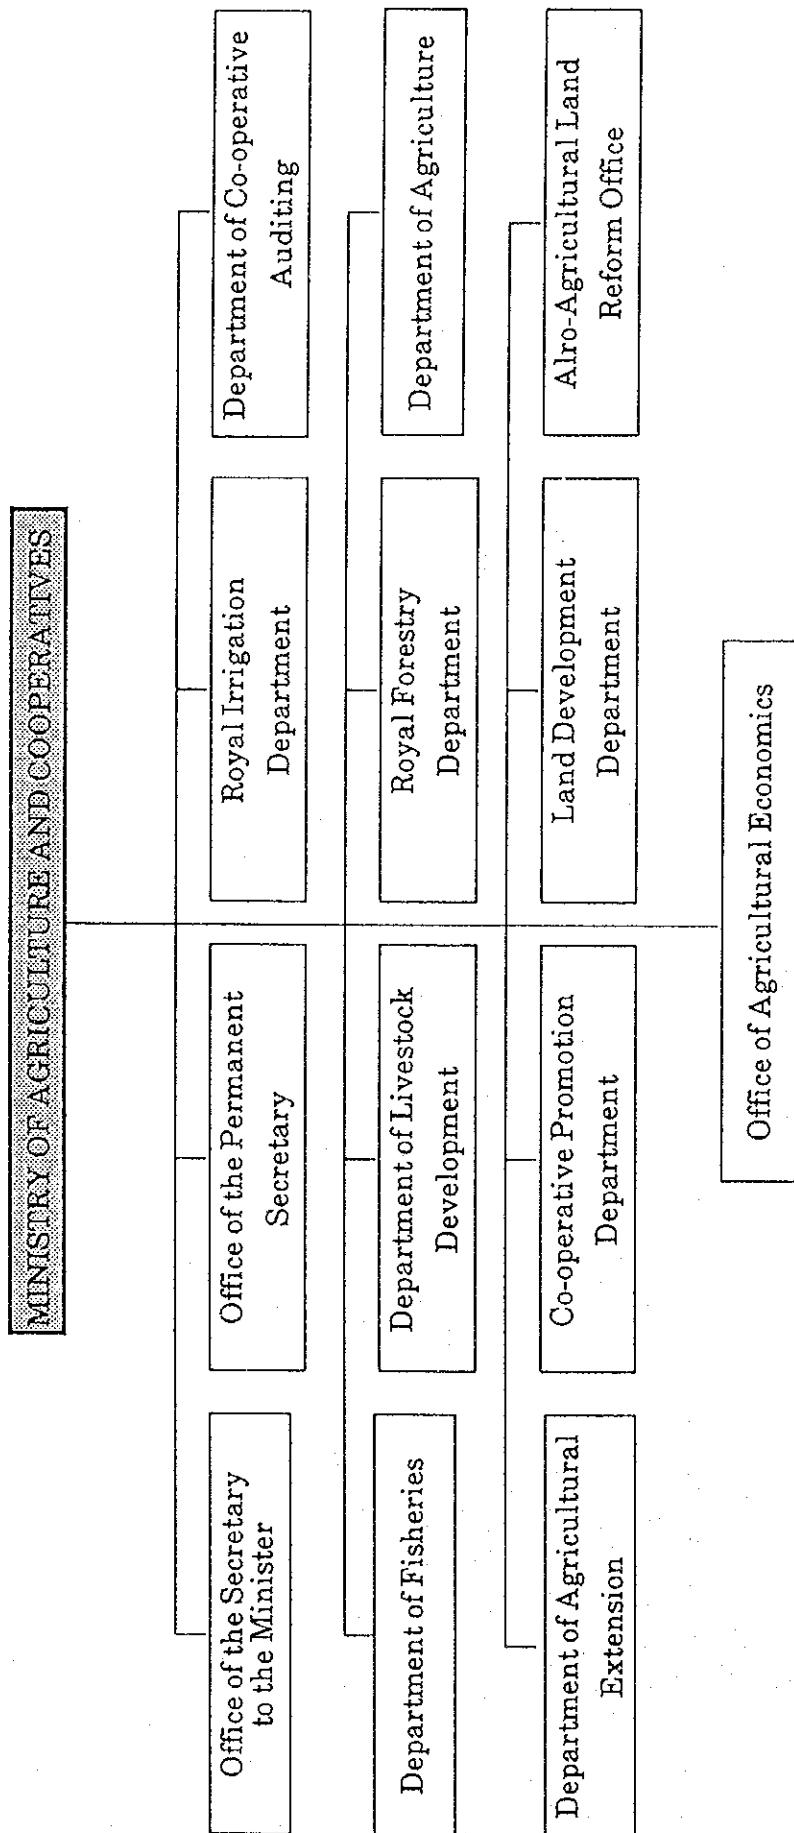 MINISTRY OF AGRICULTURE AND COOPERATIVES
Office of the Secretary
to the Minister
Office of the Permanent
Secretary
Royal Irrigation
Department
Department of Co-operative
Auditing
Department of Fisheries
Department of Livestock
Development
Royal Forestry
Department
Department of Agriculture
Department of Agricultural
Extension
Co-operative Promotion
Department
Land Development
Department
Alro-Agricultural Land
Reform Office
Office of Agricultural Economics